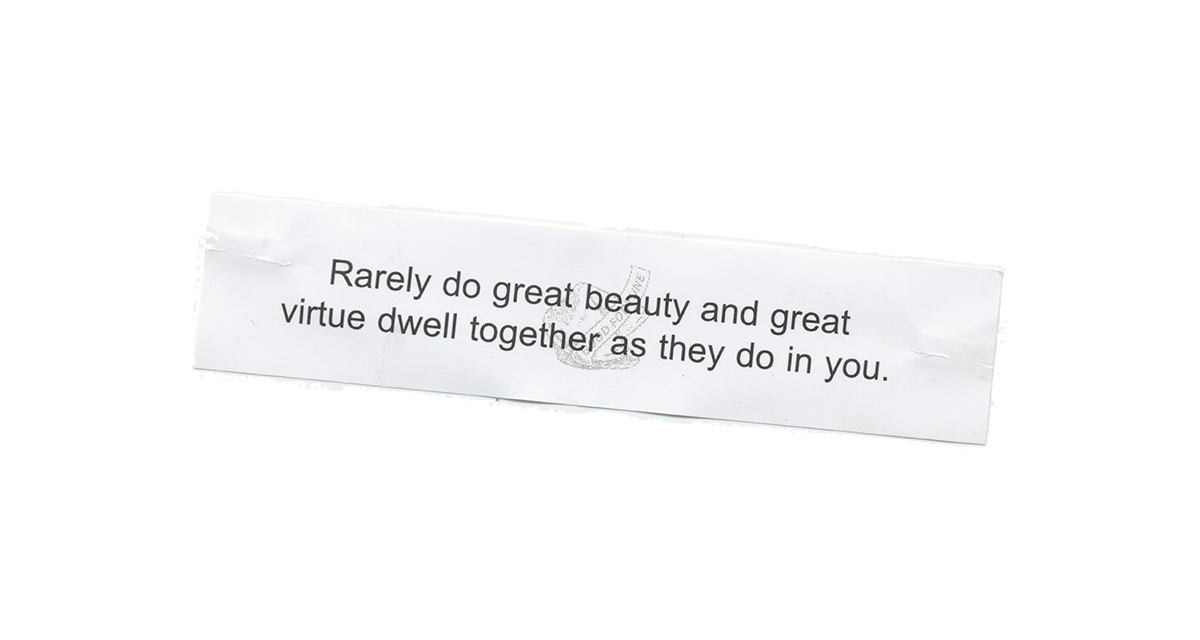 Rarely do great beauty and great
virtue dwell together as they do in you.